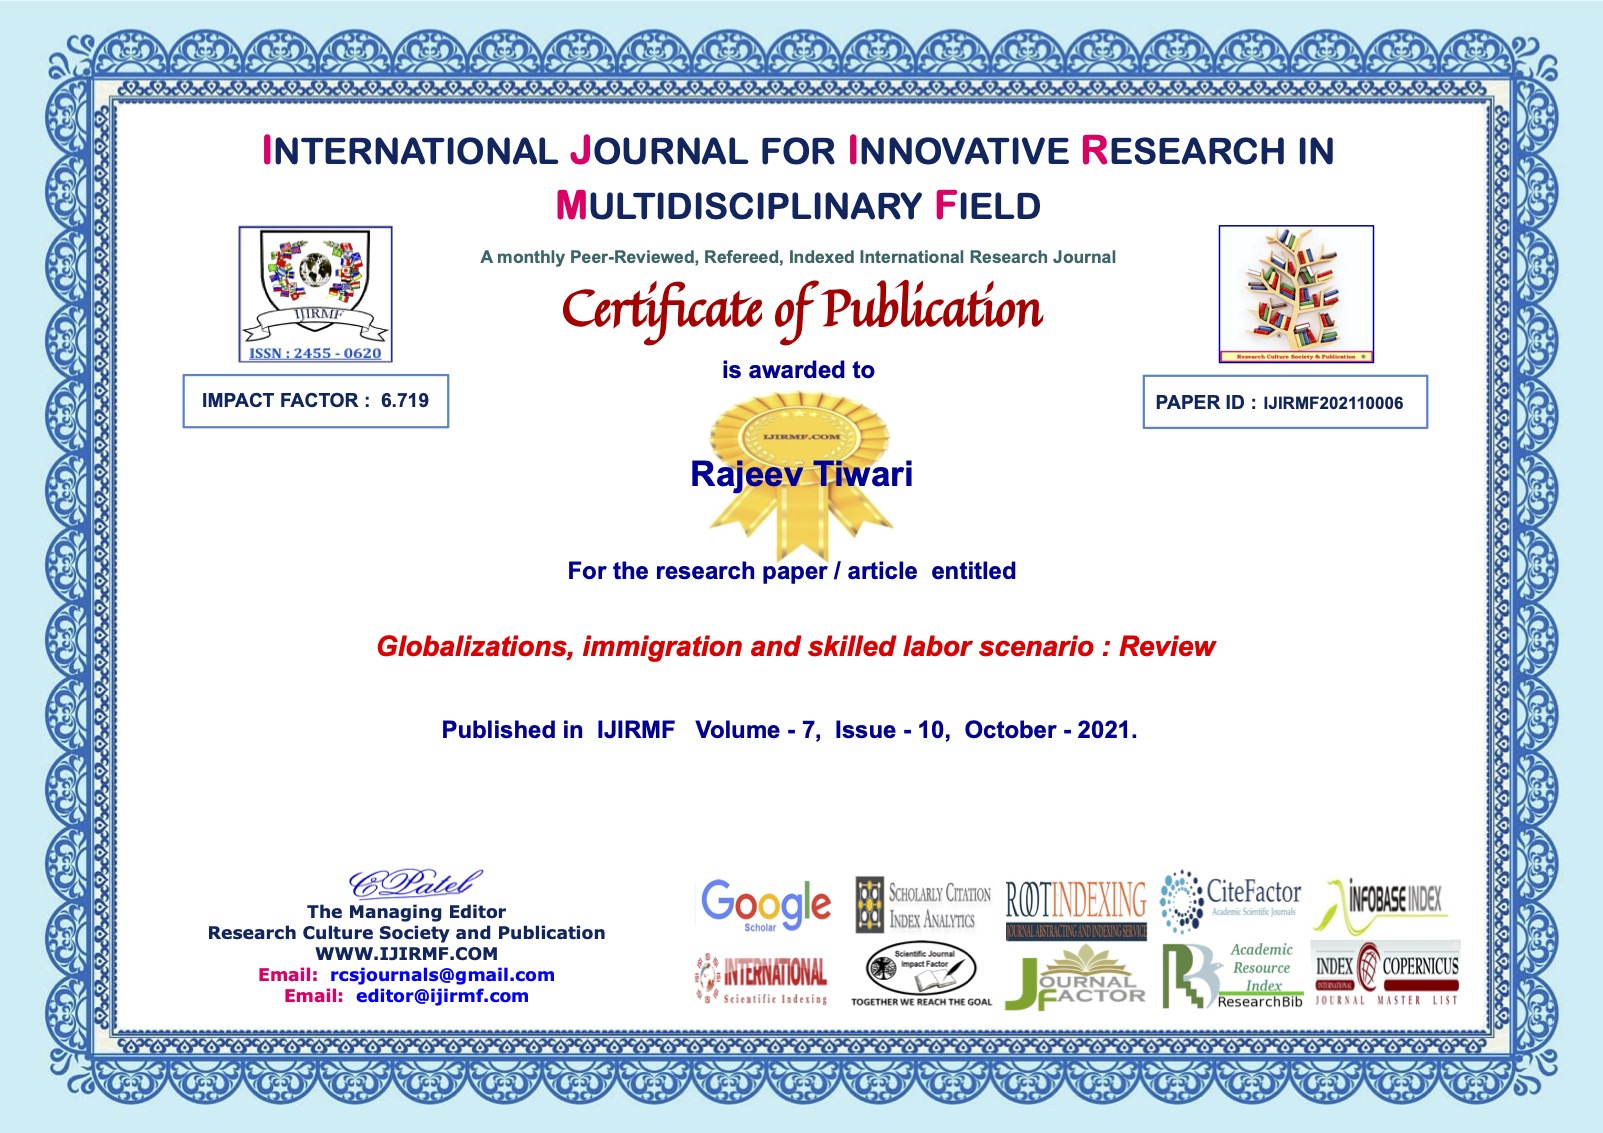 INTERNATIONAL JOURNAL FOR INNOVATIVE RESEARCH IN
MULTIDISCIPLINARY FIELD
A monthly Peer-Reviewed, Refereed, Indexed International Research Journal
Certificate of Publication
is awarded to
IJIRMF
ISSN : 2455 - 0620
IMPACT FACTOR : 6.719
Research Culture Society & Publication
PAPER ID : IJIRMF202110006
IJIRMF.COM
Rajeev Tiwari
For the research paper / article entitled
Globalizations, immigration and skilled labor scenario : Review
Published in IJIRMF Volume - 7, Issue - 10, October - 2021.
CPatel
The Managing Editor
Research Culture Society and Publication
WWW.IJIRMF.COM
Email: rcsjournals@gmail.com
Email: editor@ijirmf.com
Google
Scholar
SCHOLARLY CITATION
INDEX ANALYTICS
ROOTINDEXING
JOURNAL ABSTRACTING AND INDEXING SERVICE
CiteFactor
Academic Scientific Journals
INFOBASE INDEX
INTERNATIONAL
Scientific Indexing
Scientific Journal
Impact Factor
TOGETHER WE REACH THE GOAL
JOURNAL
FACTOR
Academic
Resource
Index
ResearchBib
INDEX COPERNICUS
INTERNATIONAL
JOURNAL MASTER LIST